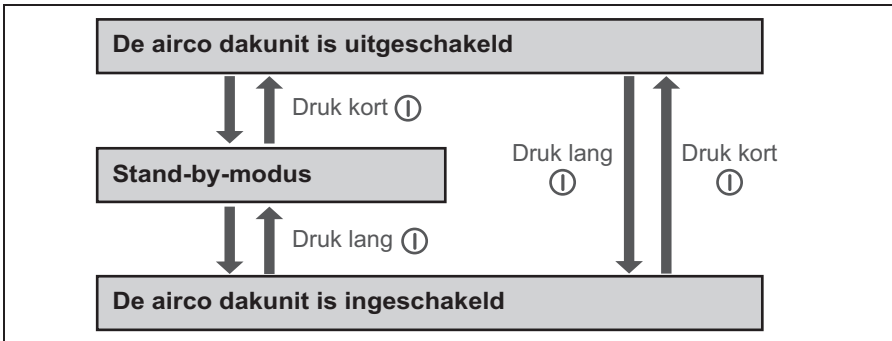 De airco dakunit is uitgeschakeld
Druk kort
Druk lang
Druk kort
Stand-by-modus
Druk lang
De airco dakunit is ingeschakeld